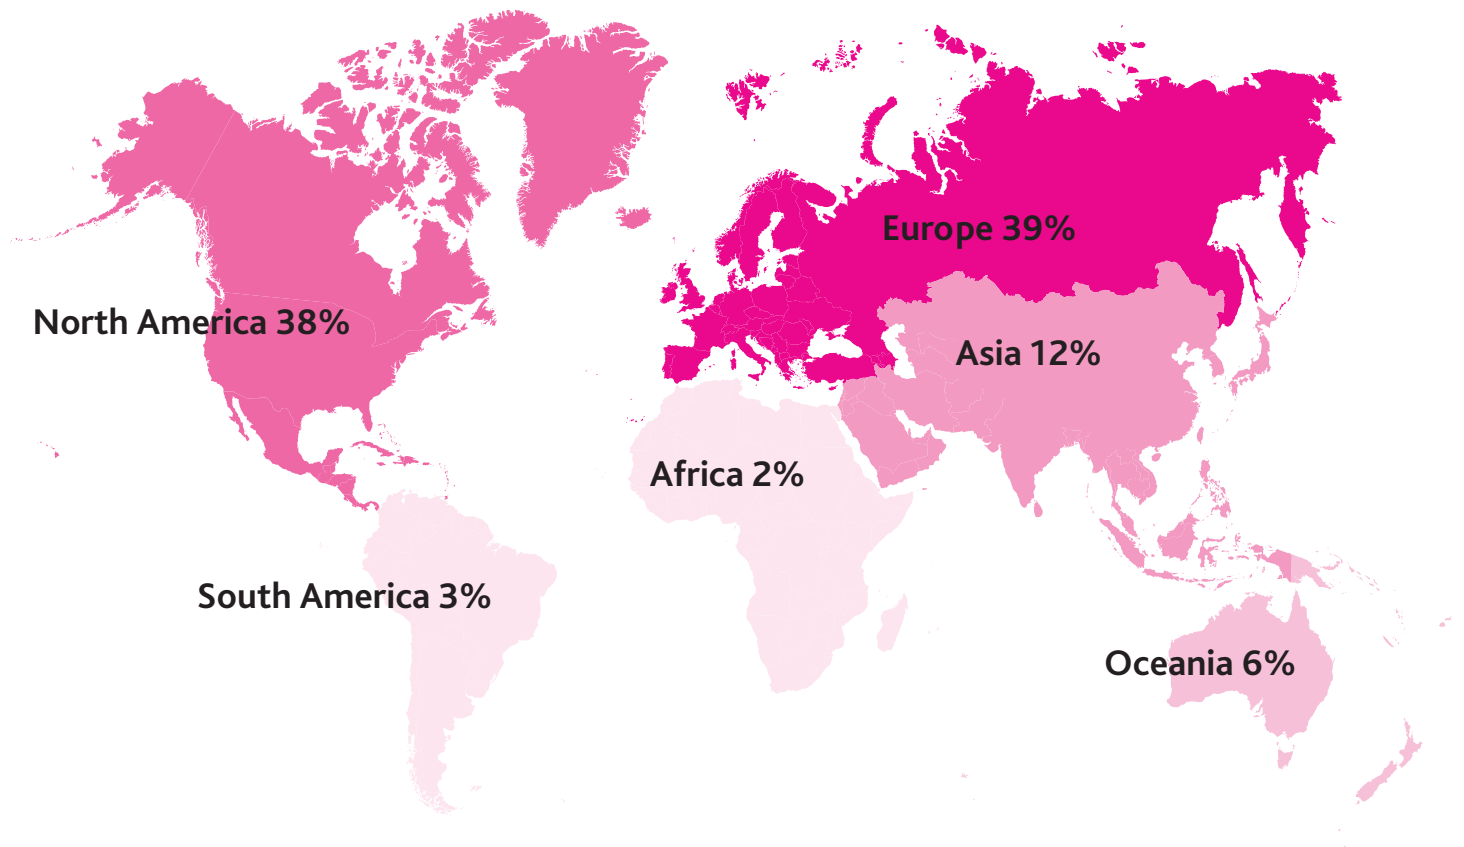 Europe 39%
North America 38%
Asia 12%
Africa 2%
South America 3%
Oceania 6%